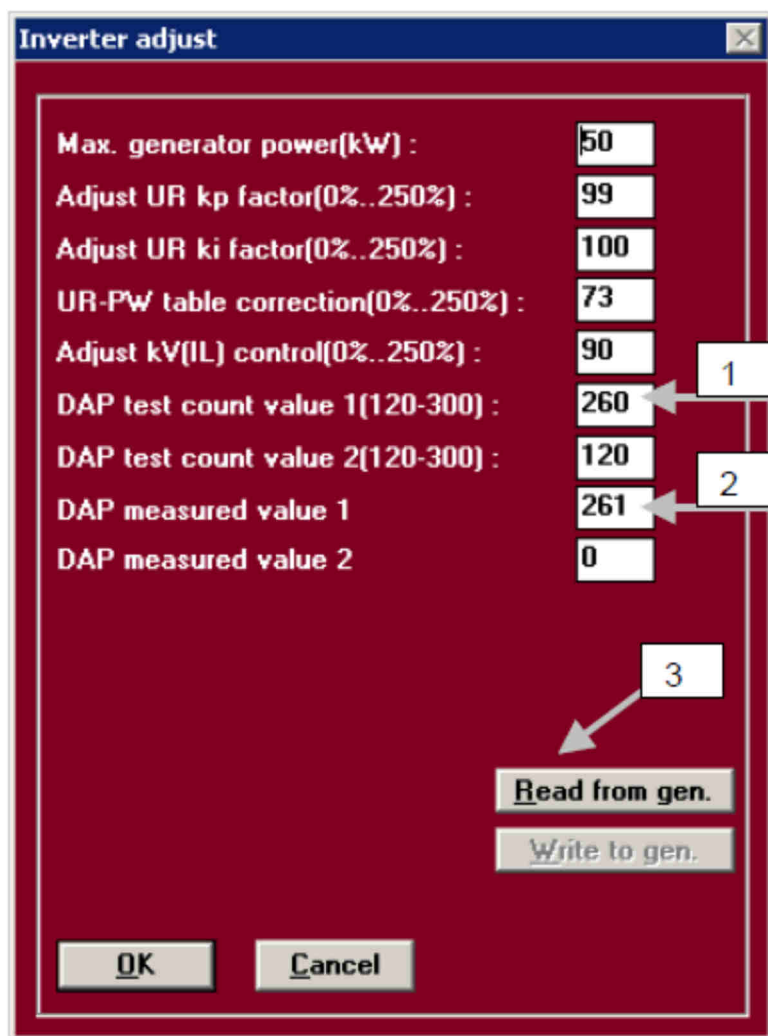 Inverter adjust
Max. generator power(kW) : 50
Adjust UR kp factor(0%..250%) : 99
Adjust UR ki factor(0%..250%) : 100
UR-PW table correction(0%..250%) : 73
Adjust kV(IL) control(0%..250%) : 90
1
DAP test count value 1(120-300) : 260
DAP test count value 2(120-300) : 120
2
DAP measured value 1 261
DAP measured value 2 0
3
Read from gen.
Write to gen.
OK Cancel